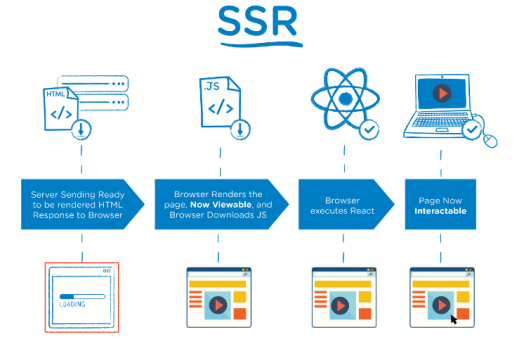 SSR
HTML
.JS
Server Sending Ready
to be rendered HTML
Response to Browser
Browser Renders the
page, Now Viewable, and
Browser Downloads JS
Browser
executes React
Page Now
Interactable
LOADING